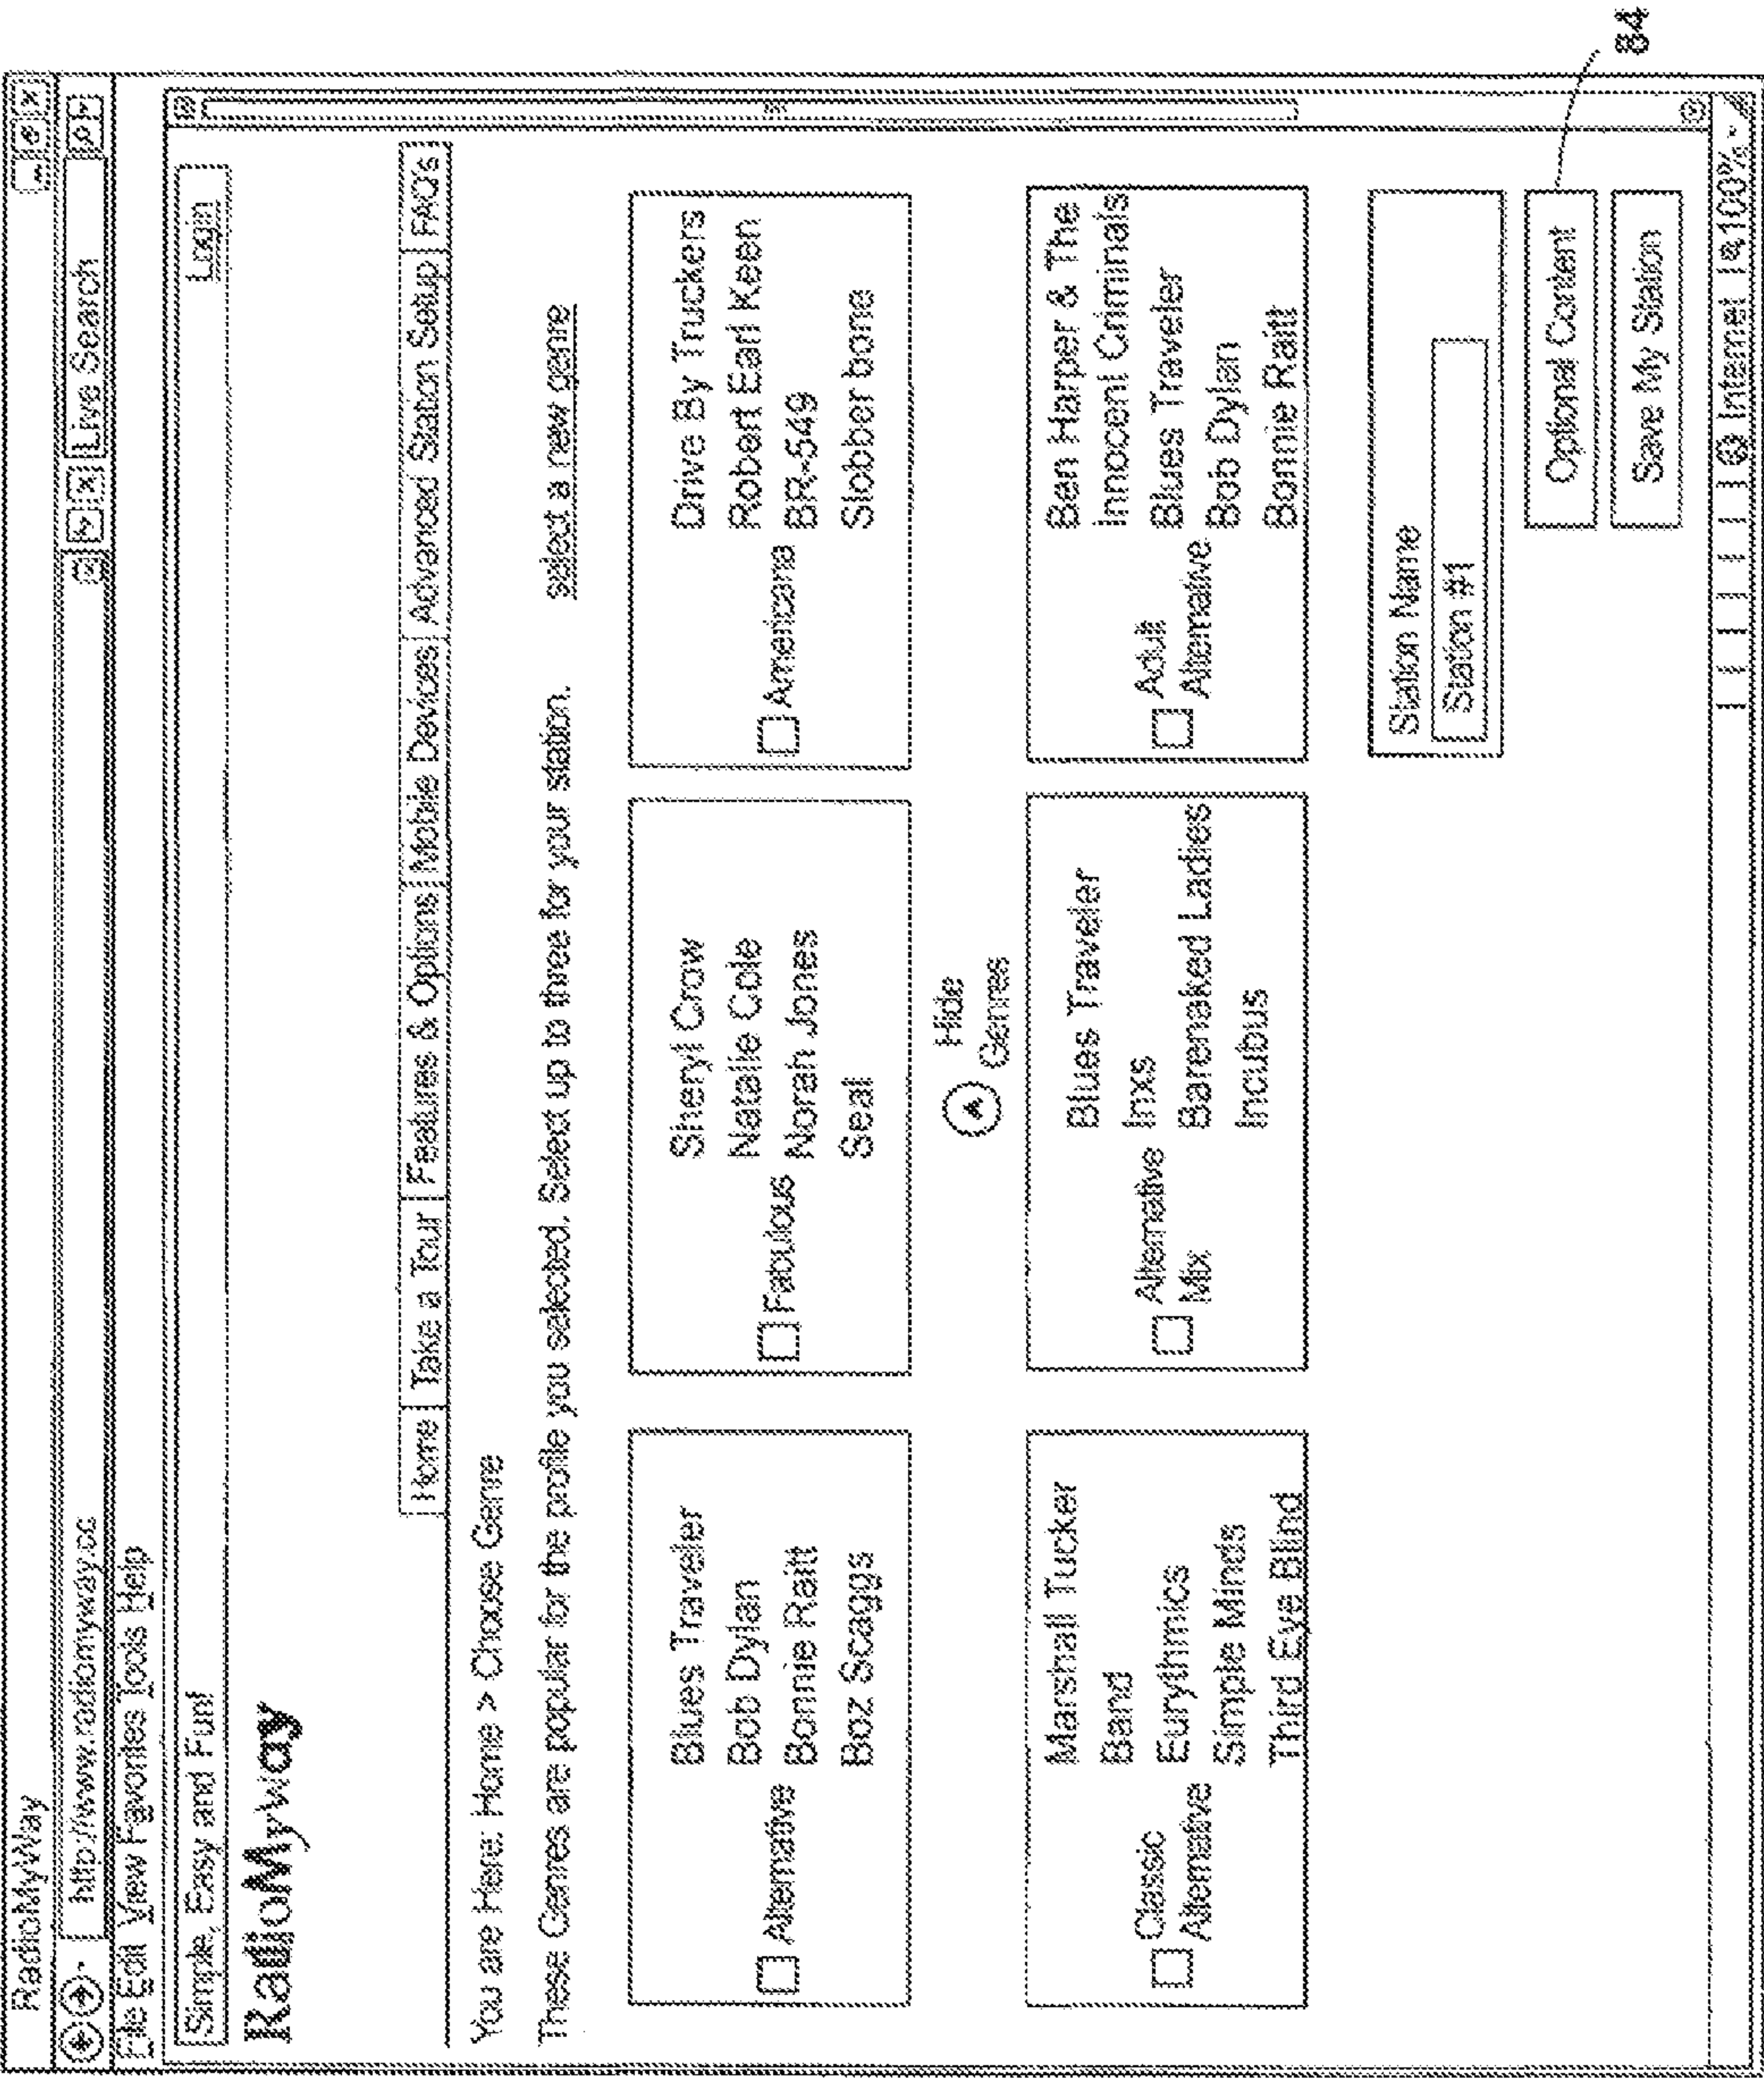 RadioMyWay
http://www.radiomyway.cc
Live Search
File Edit View Favorites Tools Help
Simple, Easy and Fun!
Login
RadioMyWay
Home Take a Tour Features & Options Mobile Devices Advanced Station Setup FAQ's
You are Here: Home > Choose Genre
These Genres are popular for the profile you selected. Select up to three for your station.
select a new genre
Alternative
Blues Traveler
Bob Dylan
Bonnie Raitt
Boz Scaggs
Fabulous
Sheryl Crow
Natalie Cole
Norah Jones
Seal
Americana
Drive By Truckers
Robert Earl Keen
BR-549
Slobber bone
Hide
Genres
Classic
Alternative
Marshall Tucker
Band
Eurythmics
Simple Minds
Third Eye Blind
Alternative
Mix
Blues Traveler
Inxs
Barenaked Ladies
Incubus
Adult
Alternative
Ben Harper & The
Innocent Criminals
Blues Traveler
Bob Dylan
Bonnie Raitt
Station Name
Station #1
Optional Content
84
Save My Station
Internet
100%